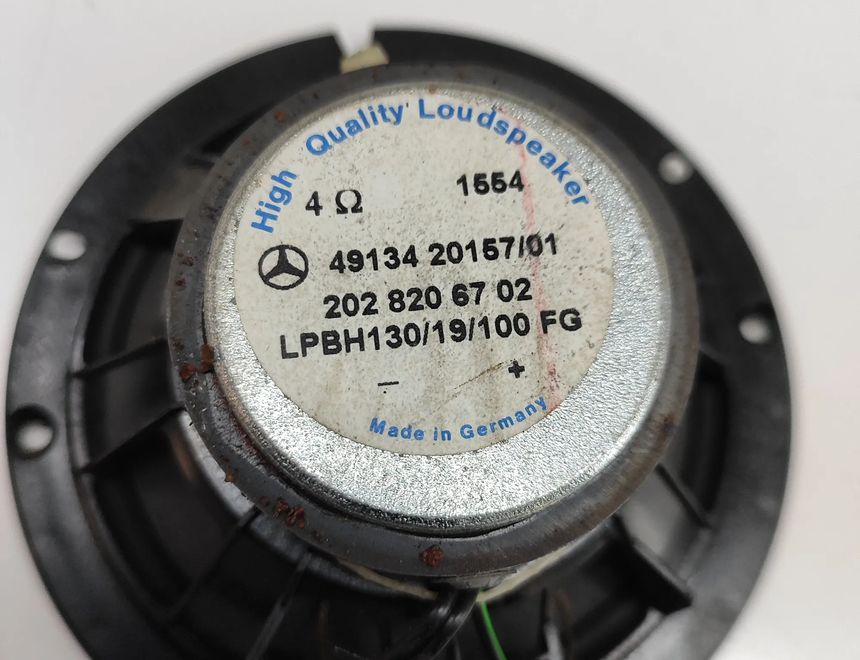 High Quality Loudspeaker
4 Ω 1554
49134 20157/01
202 820 67 02
LPBH130/19/100 FG
– +
Made in Germany